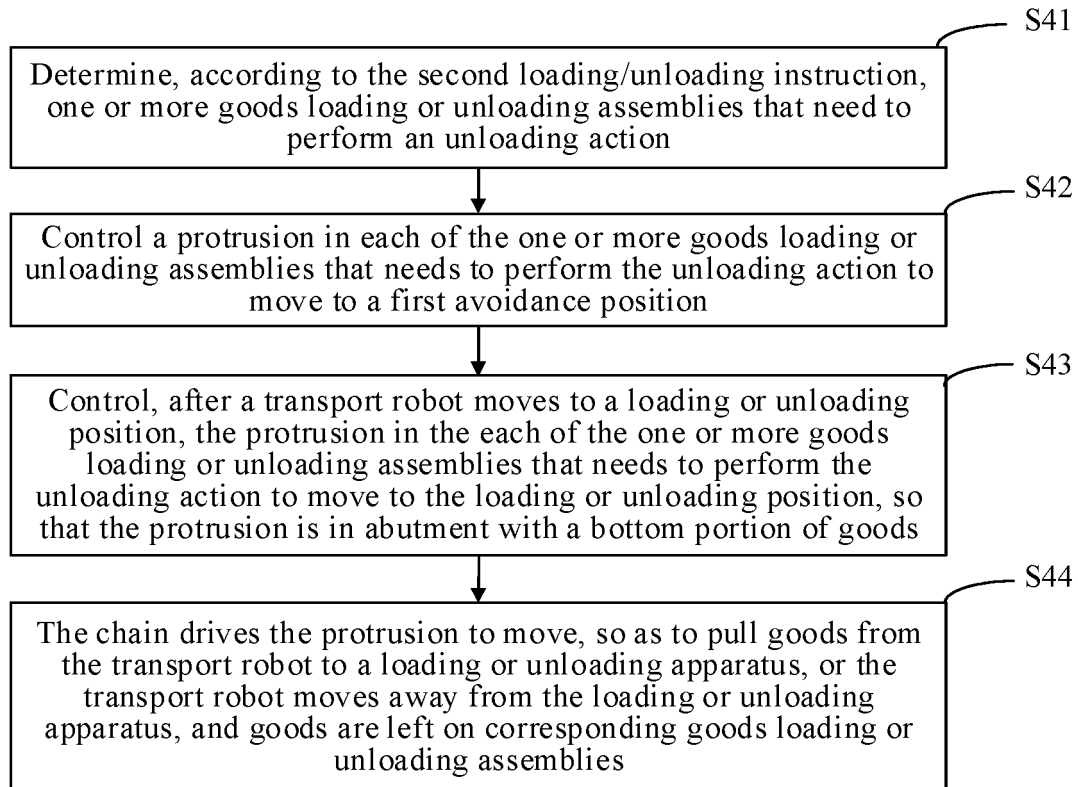 S41
Determine, according to the second loading/unloading instruction,
one or more goods loading or unloading assemblies that need to
perform an unloading action
S42
Control a protrusion in each of the one or more goods loading or
unloading assemblies that needs to perform the unloading action to
move to a first avoidance position
S43
Control, after a transport robot moves to a loading or unloading
position, the protrusion in the each of the one or more goods
loading or unloading assemblies that needs to perform the
unloading action to move to the loading or unloading position, so
that the protrusion is in abutment with a bottom portion of goods
S44
The chain drives the protrusion to move, so as to pull goods from
the transport robot to a loading or unloading apparatus, or the
transport robot moves away from the loading or unloading
apparatus, and goods are left on corresponding goods loading or
unloading assemblies